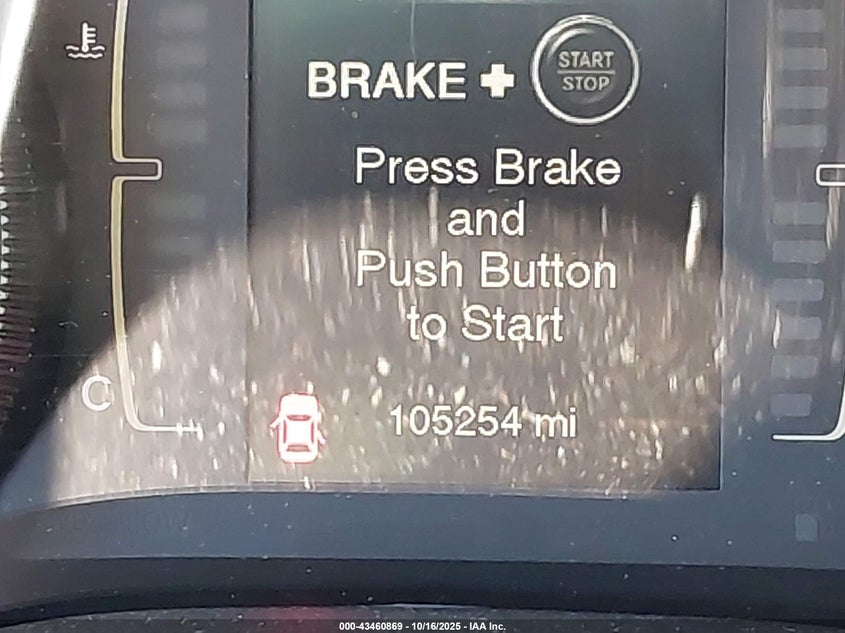 BRAKE + START STOP
Press Brake
and
Push Button
to Start
C
105254 mi
000-43460869 - 10/16/2025 - IAA Inc.